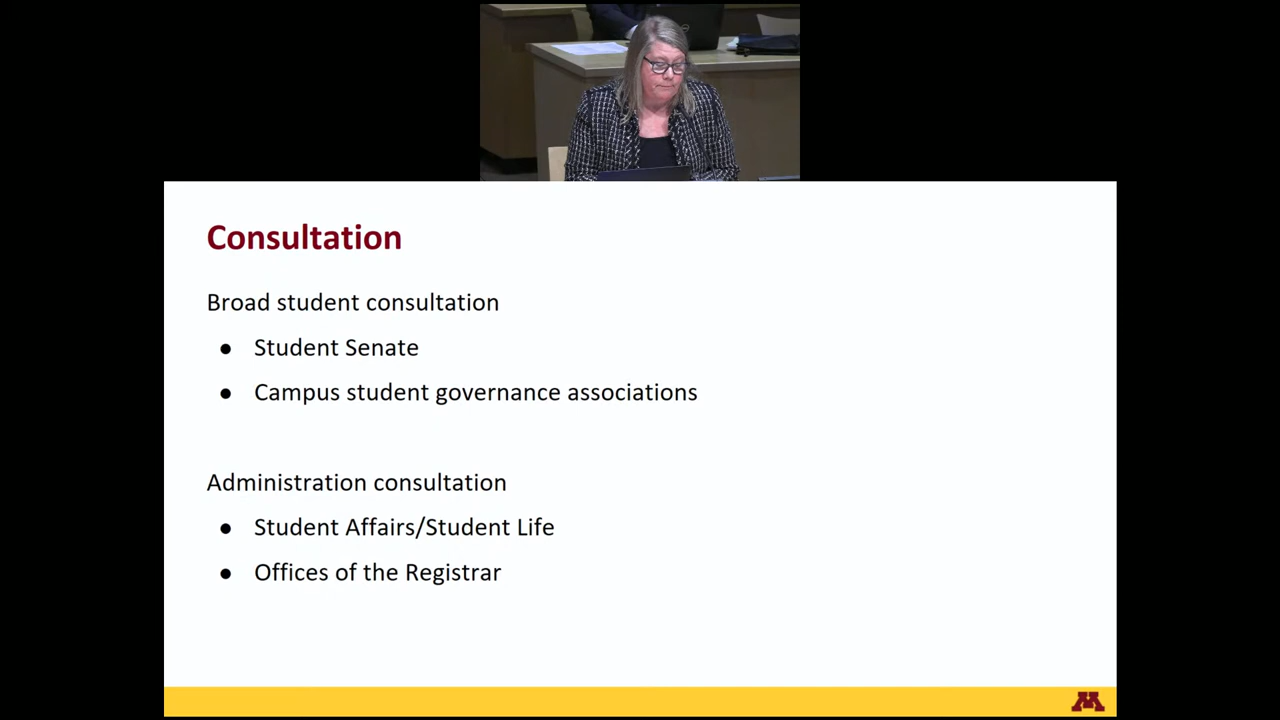 Consultation
Broad student consultation
● Student Senate
● Campus student governance associations
Administration consultation
● Student Affairs/Student Life
● Offices of the Registrar
M